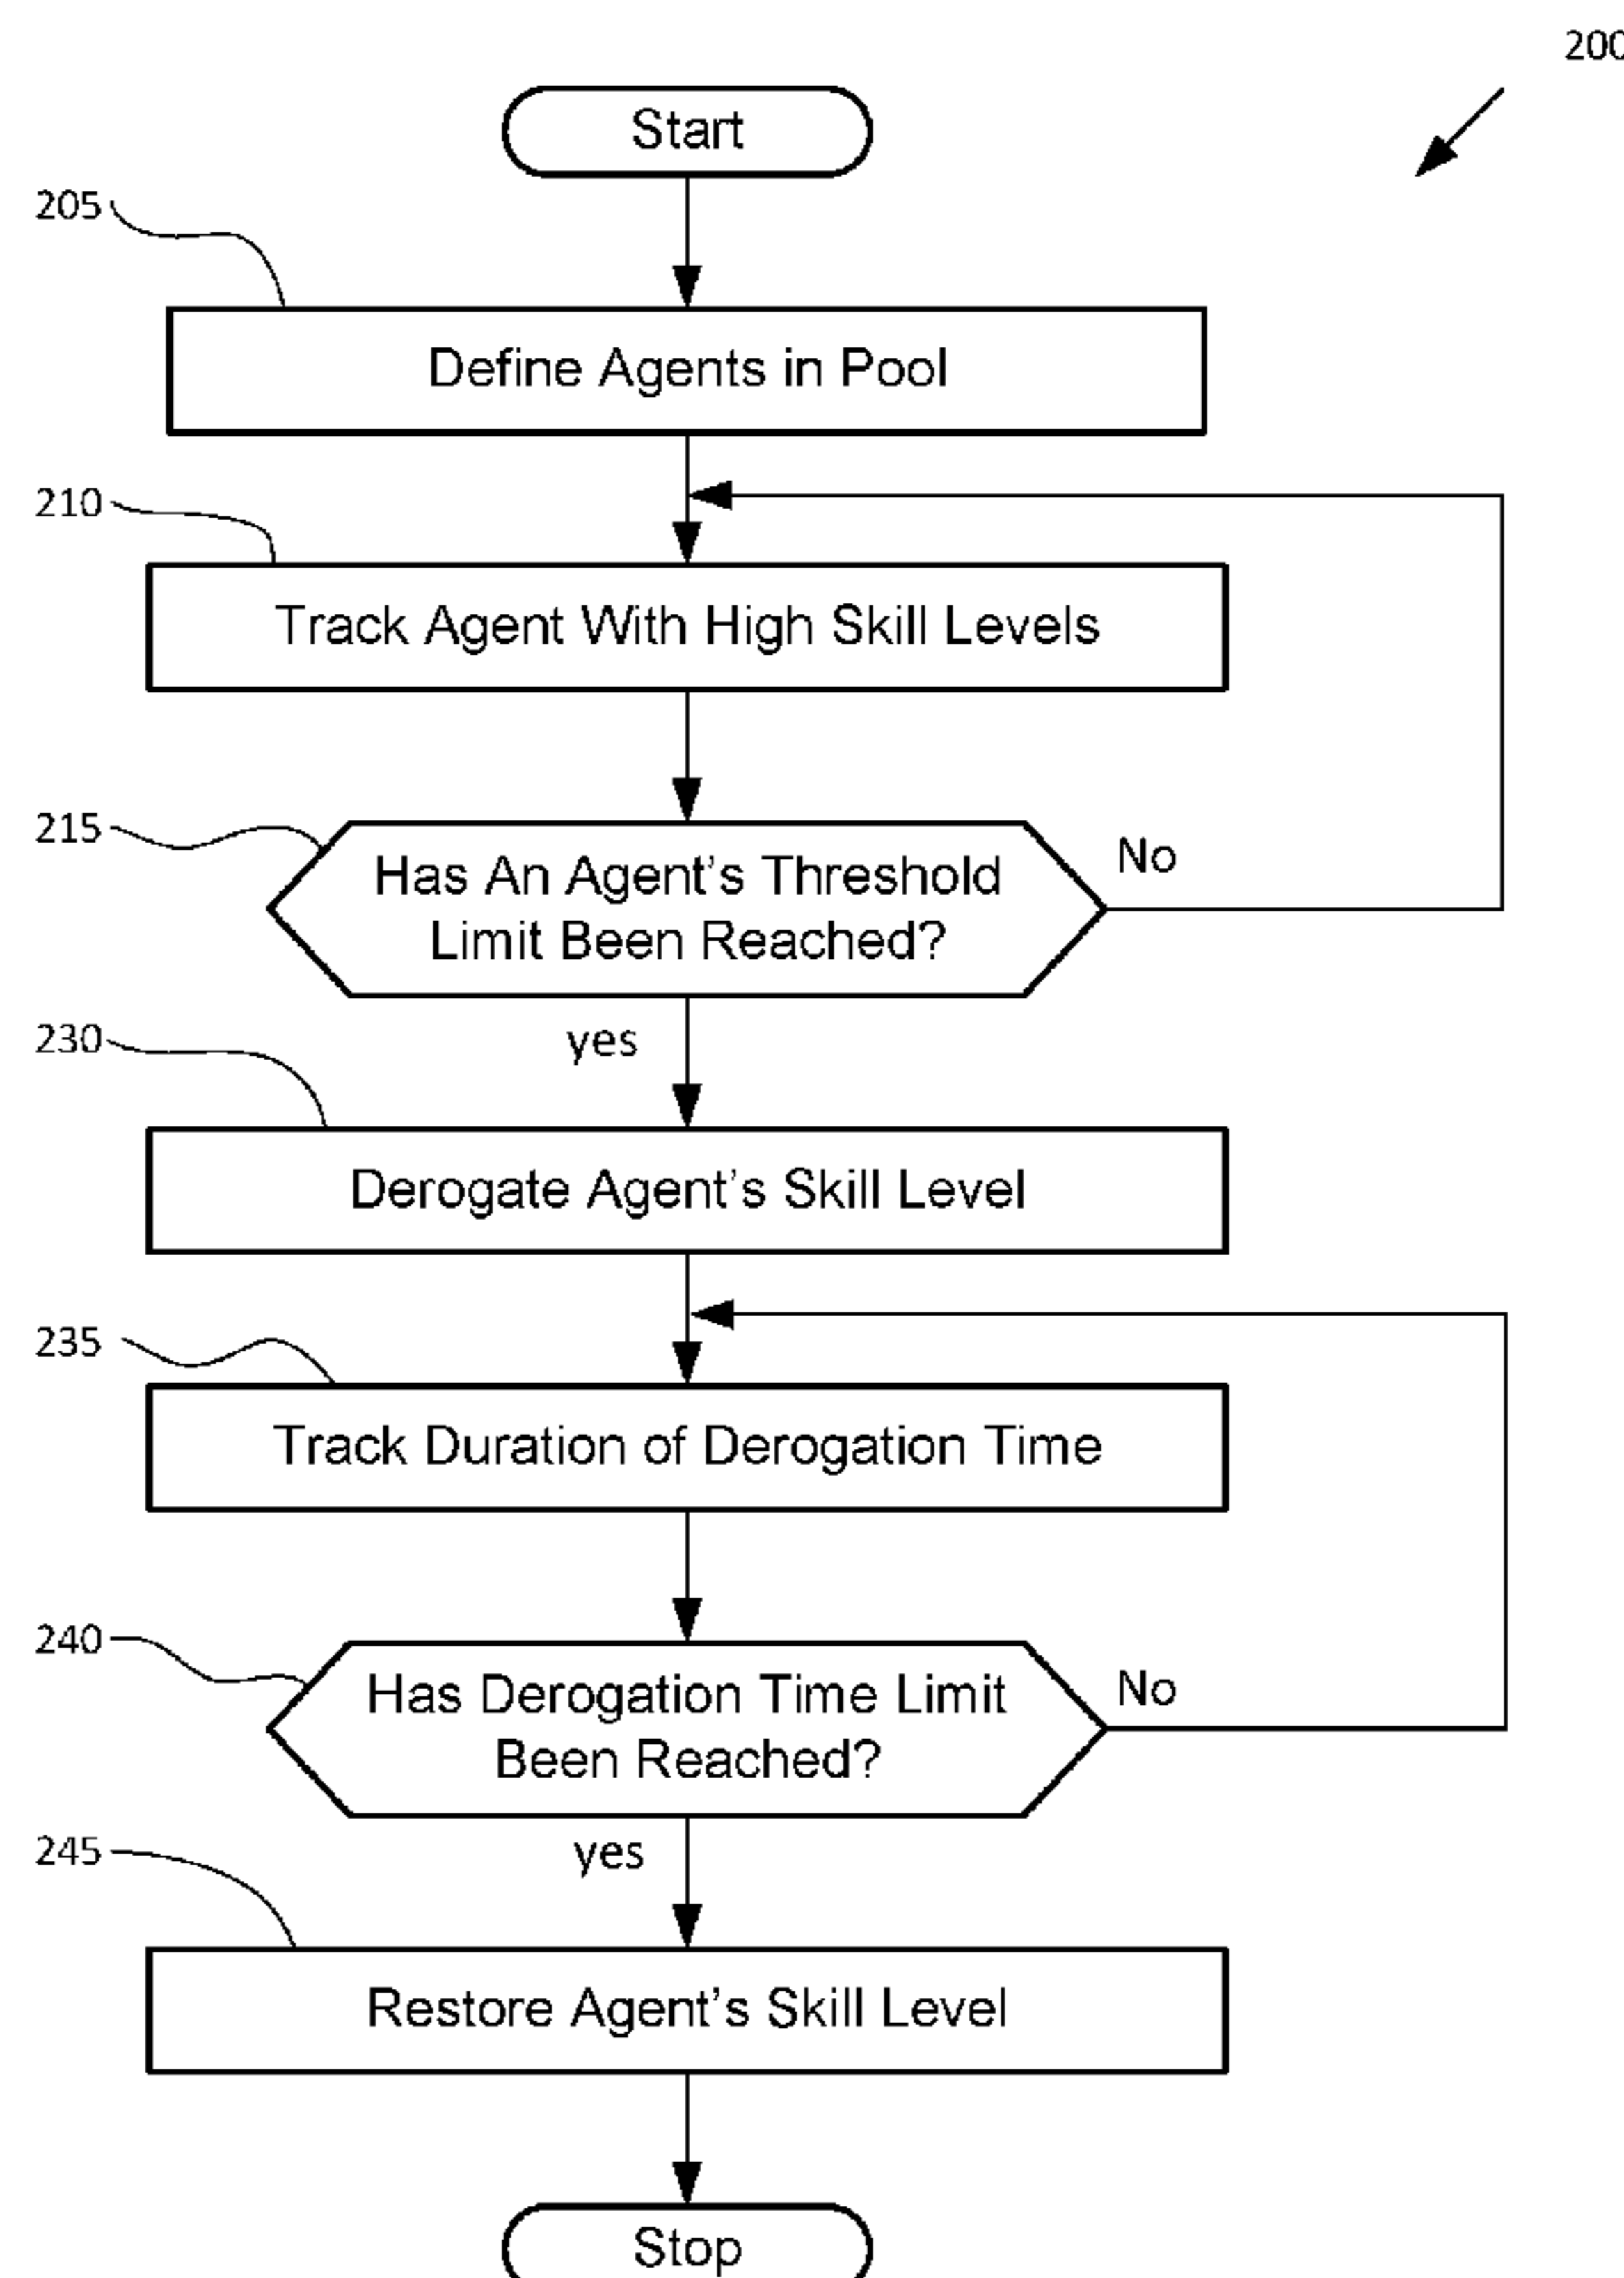 200
Start
205
Define Agents in Pool
210
Track Agent With High Skill Levels
215
Has An Agent's Threshold
Limit Been Reached?
No
yes
230
Derogate Agent's Skill Level
235
Track Duration of Derogation Time
240
Has Derogation Time Limit
Been Reached?
No
yes
245
Restore Agent's Skill Level
Stop